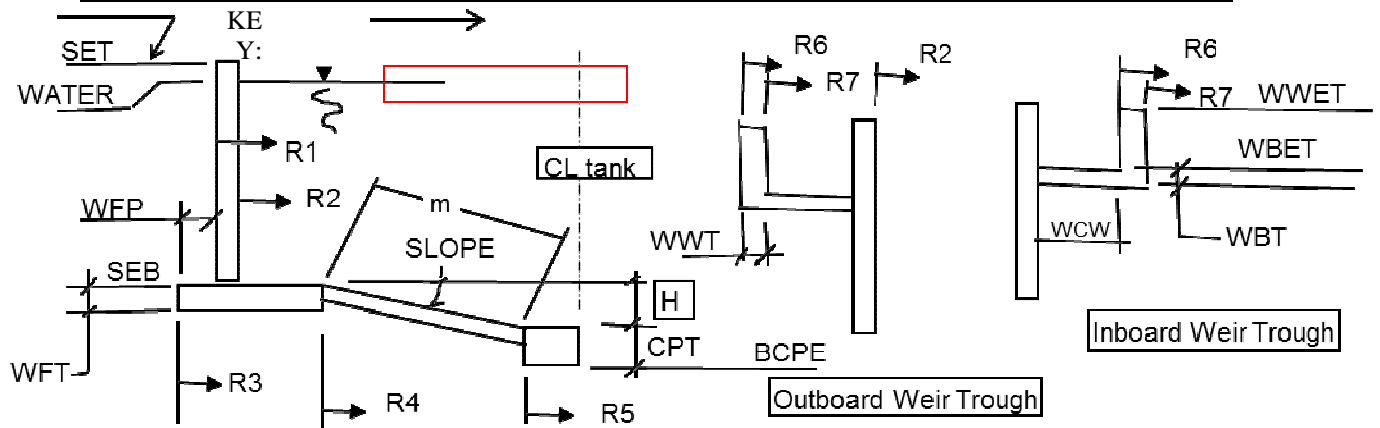 KE
Y:
SET
WATER
R1
R2
WFP
SEB
WFT
R3
R4
R5
m
SLOPE
CL tank
H
CPT
BCPE
R6
R7
R2
WWT
Outboard Weir Trough
R6
R7
WWET
WBET
WCW
WBT
Inboard Weir Trough